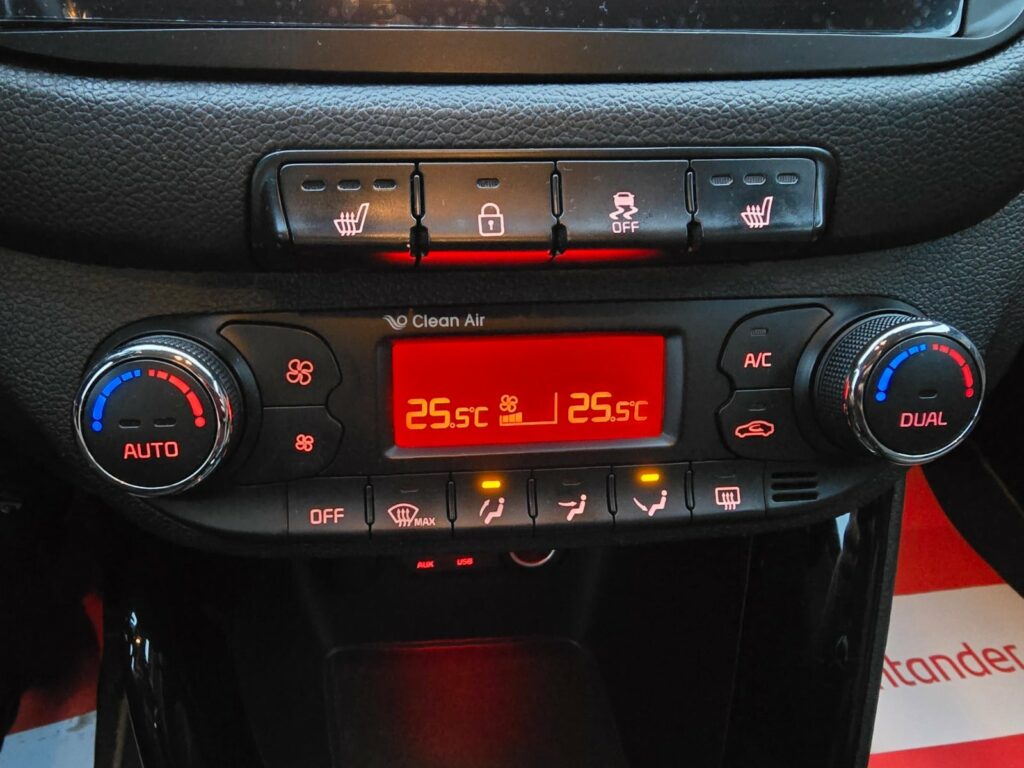 OFF
Clean Air
A/C
25.5°C 25.5°C
AUTO
DUAL
OFF
MAX
AUX USB
ntander